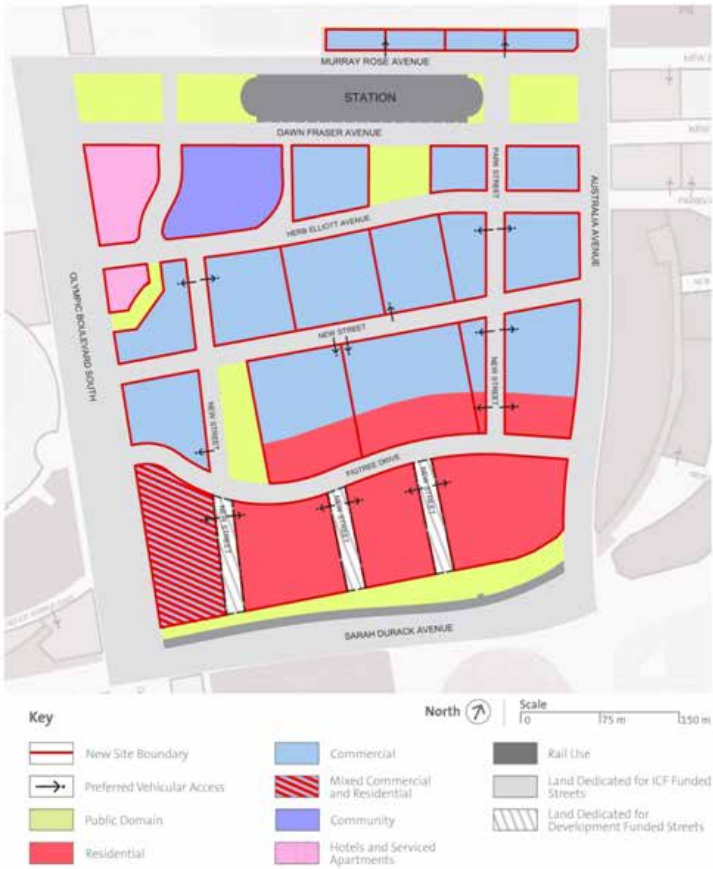 MURRAY ROSE AVENUE
STATION
DAWN FRASER AVENUE
PARK STREET
AUSTRALIA AVENUE
HERB ELLIOTT AVENUE
OLYMPIC BOULEVARD SOUTH
NEW STREET
NEW STREET
NEW STREET
FIGTREE DRIVE
NEW STREET
NEW STREET
NEW STREET
SARAH DURACK AVENUE
Key
North
Scale
0 75 m 150 m
New Site Boundary
Preferred Vehicular Access
Public Domain
Residential
Commercial
Mixed Commercial
and Residential
Community
Hotels and Serviced
Apartments
Rail Use
Land Dedicated for ICF Funded
Streets
Land Dedicated for
Development Funded Streets